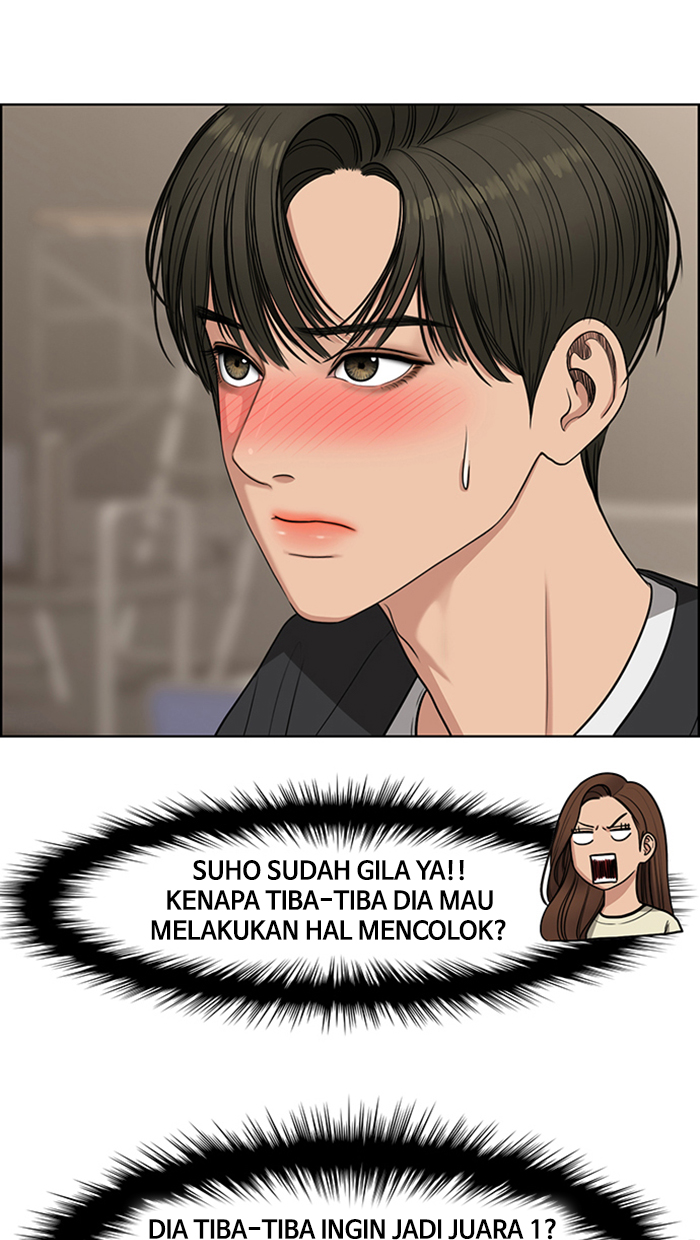 SUHO SUDAH GILA YA!!
KENAPA TIBA-TIBA DIA MAU
MELAKUKAN HAL MENCOLOK?
DIA TIBA-TIBA INGIN JADI JUARA 1?